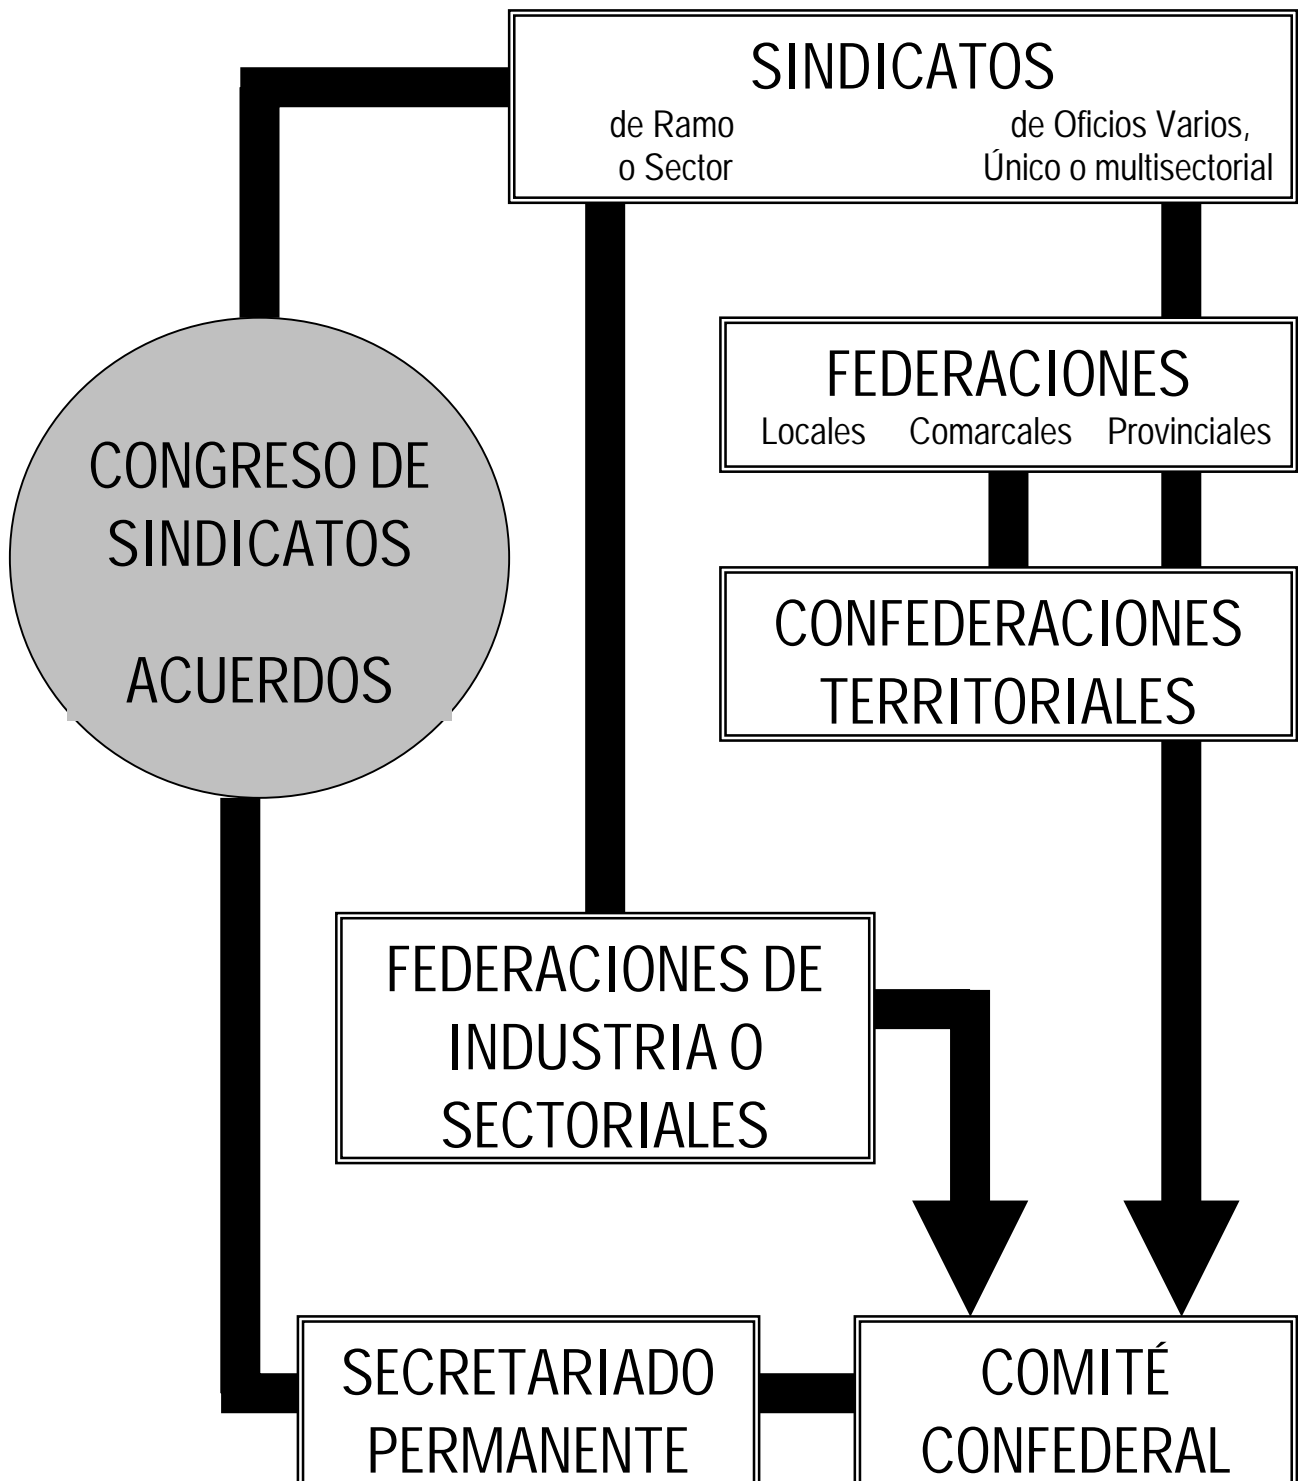 SINDICATOS
de Ramo
o Sector
de Oficios Varios,
Único o multisectorial
FEDERACIONES
Locales Comarcales Provinciales
CONGRESO DE
SINDICATOS
ACUERDOS
CONFEDERACIONES
TERRITORIALES
FEDERACIONES DE
INDUSTRIA O
SECTORIALES
SECRETARIADO
PERMANENTE
COMITÉ
CONFEDERAL